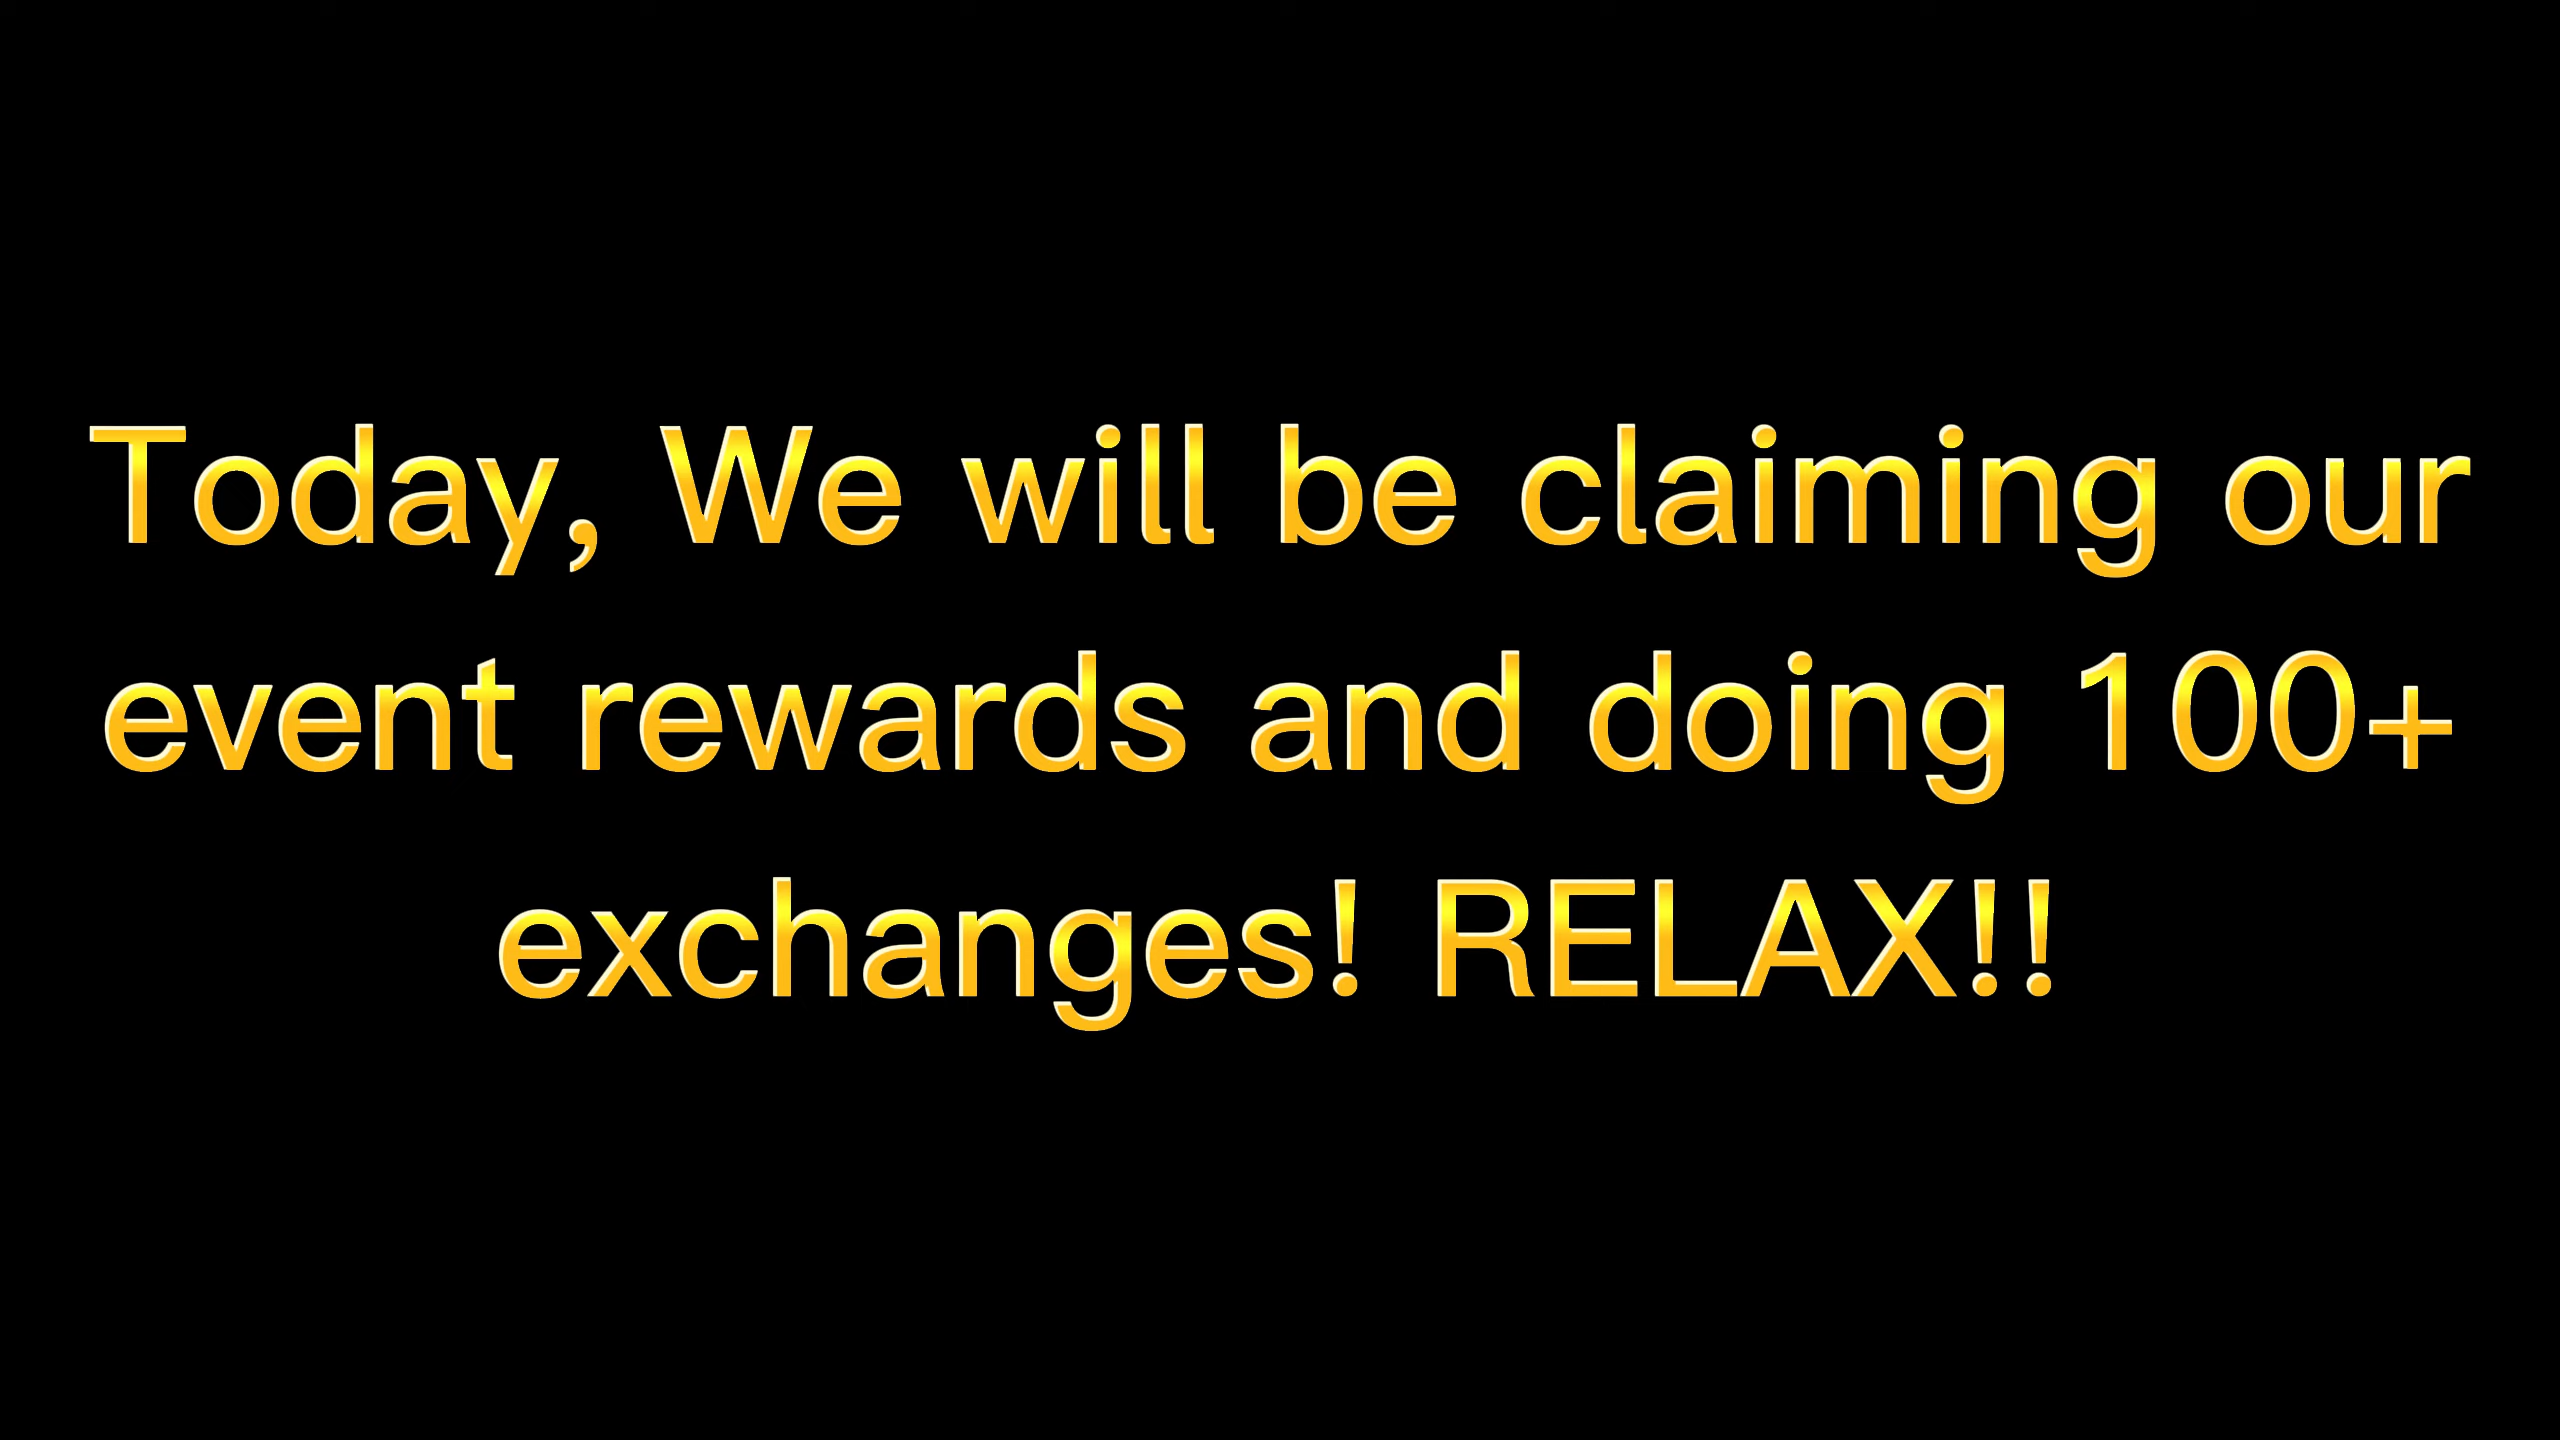 Today, We will be claiming our
event rewards and doing 100+
exchanges! RELAX!!